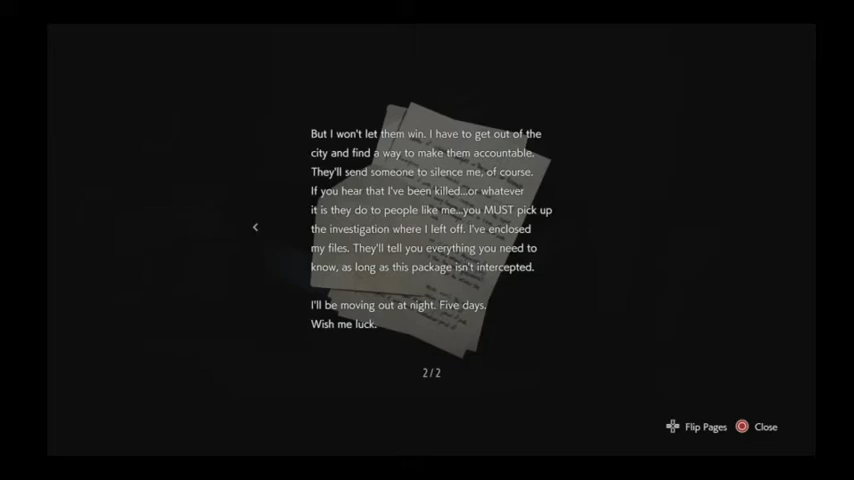 But I won't let them win. I have to get out of the
city and find a way to make them accountable.
They'll send someone to silence me, of course.
If you hear that I've been killed...or whatever
it is they do to people like me...you MUST pick up
the investigation where I left off. I've enclosed
my files. They'll tell you everything you need to
know, as long as this package isn't intercepted.
I'll be moving out at night. Five days.
Wish me luck.
2/2
Flip Pages
Close